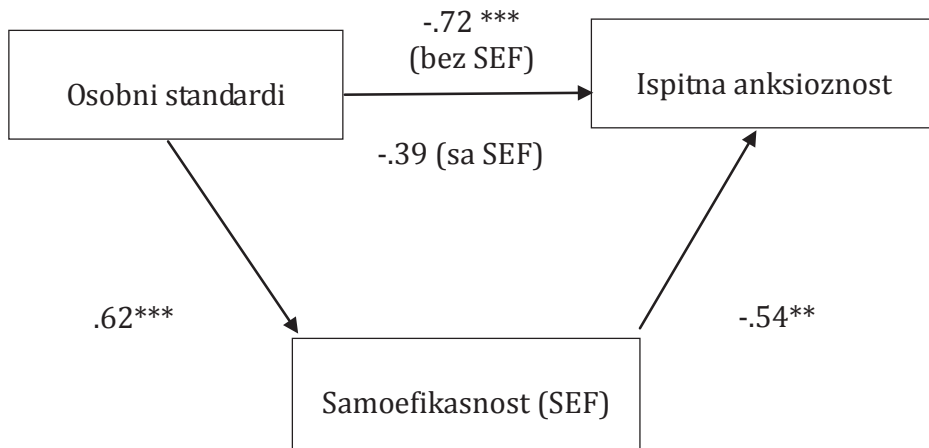 -.72 ***
(bez SEF)
Osobni standardi
Ispitna anksioznost
-.39 (sa SEF)
.62***
-.54**
Samoefikasnost (SEF)